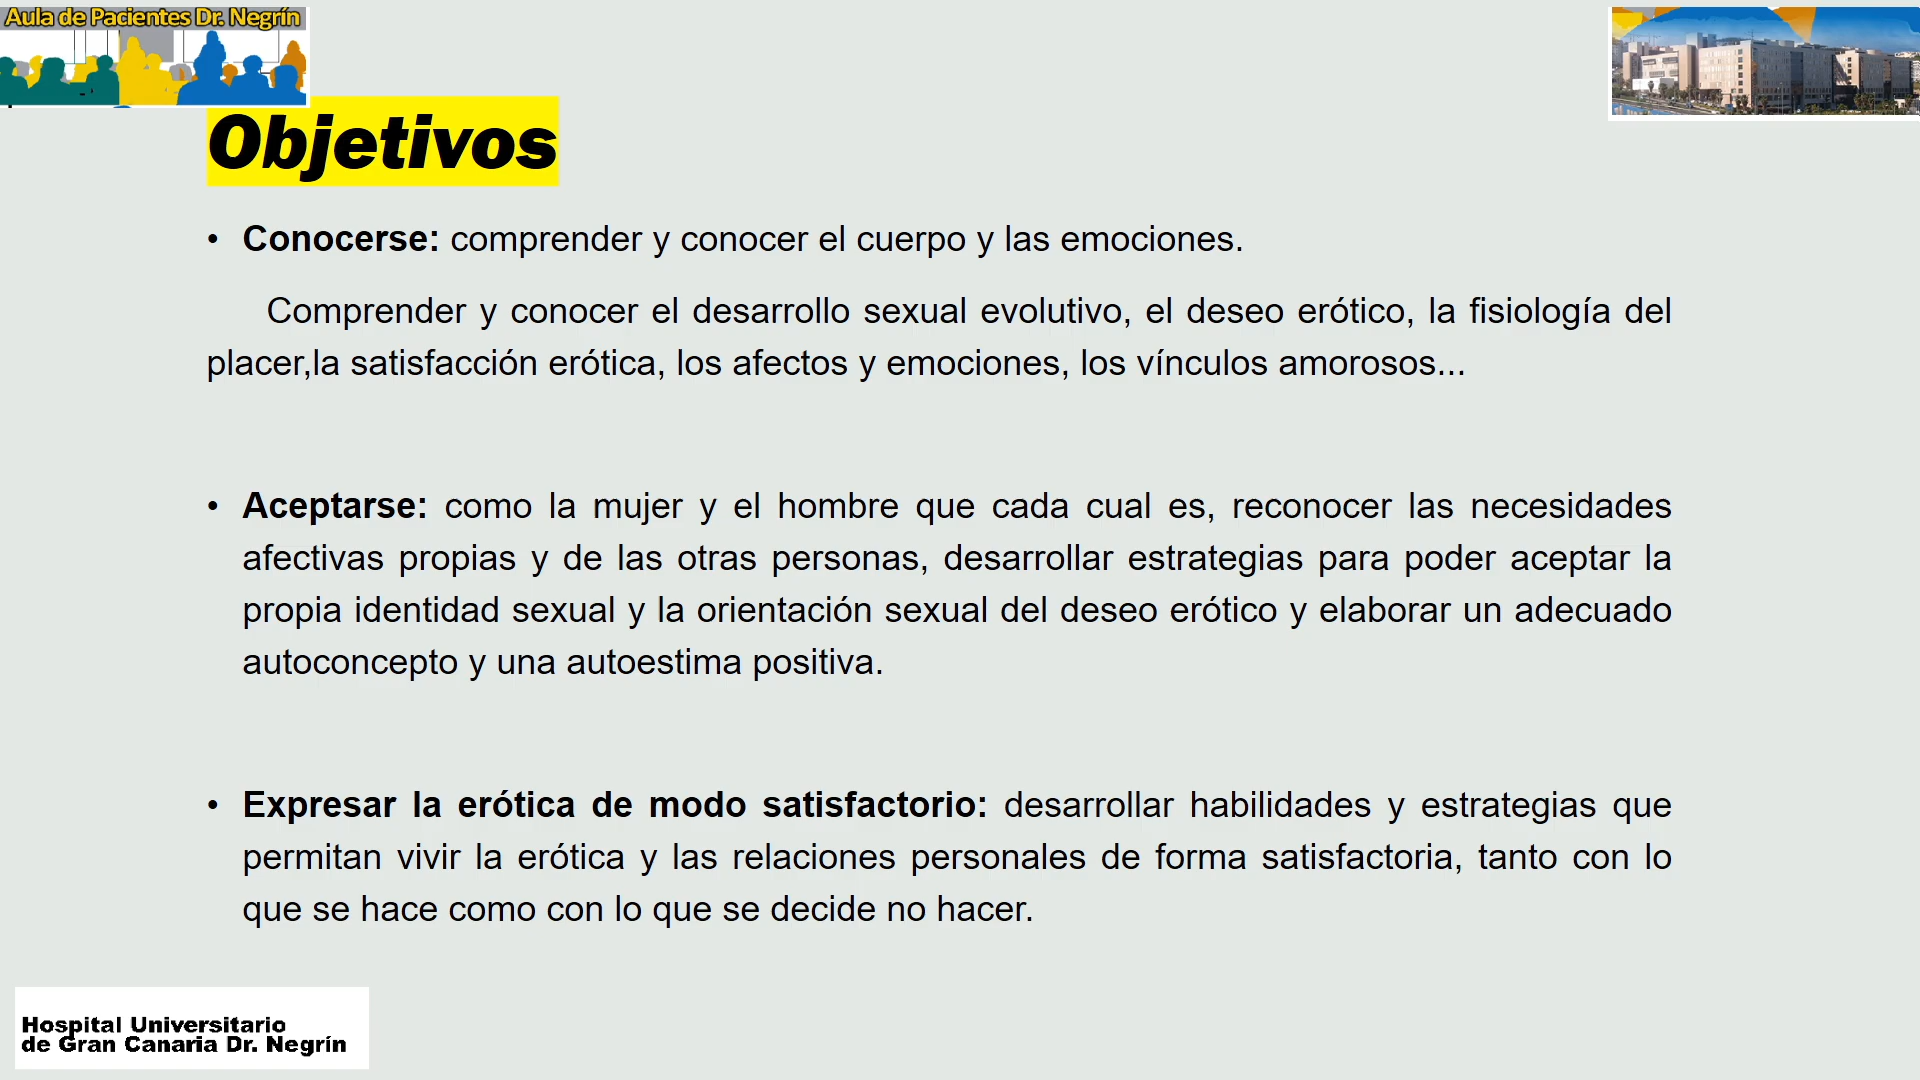 Aula de Pacientes Dr. Negrín
Objetivos
• Conocerse: comprender y conocer el cuerpo y las emociones.
Comprender y conocer el desarrollo sexual evolutivo, el deseo erótico, la fisiología del
placer,la satisfacción erótica, los afectos y emociones, los vínculos amorosos...
• Aceptarse: como la mujer y el hombre que cada cual es, reconocer las necesidades
afectivas propias y de las otras personas, desarrollar estrategias para poder aceptar la
propia identidad sexual y la orientación sexual del deseo erótico y elaborar un adecuado
autoconcepto y una autoestima positiva.
• Expresar la erótica de modo satisfactorio: desarrollar habilidades y estrategias que
permitan vivir la erótica y las relaciones personales de forma satisfactoria, tanto con lo
que se hace como con lo que se decide no hacer.
Hospital Universitario
de Gran Canaria Dr. Negrín